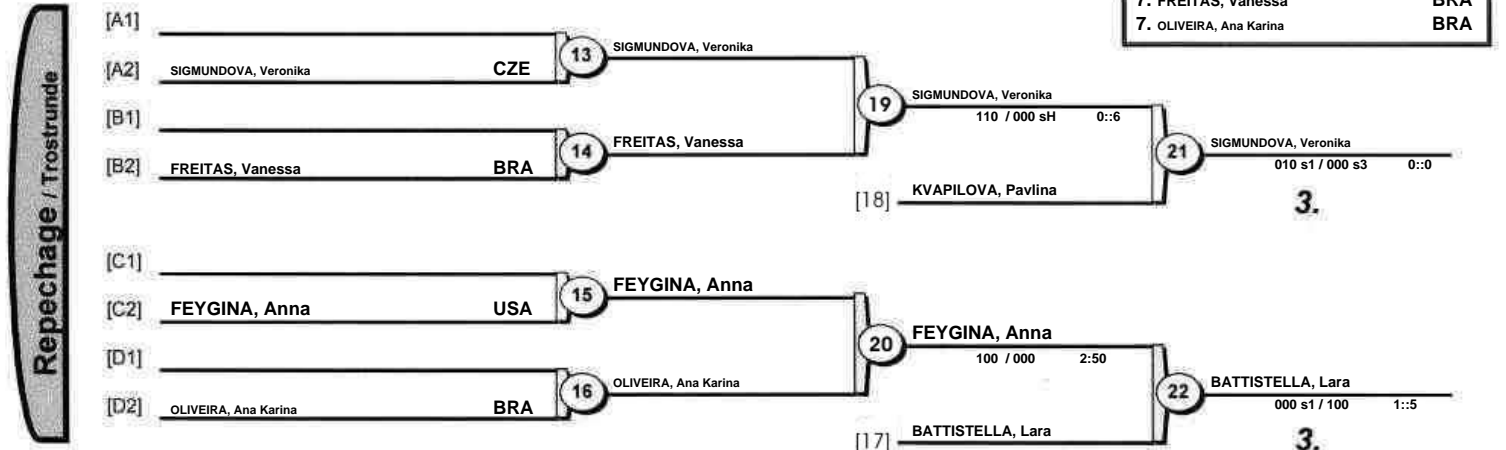 7. FREITAS, Vanessa BRA
7. OLIVEIRA, Ana Karina BRA
Repechage / Trostrunde
[A1]
[A2] SIGMUNDOVA, Veronika CZE
13 SIGMUNDOVA, Veronika
[B1]
[B2] FREITAS, Vanessa BRA
14 FREITAS, Vanessa
19 SIGMUNDOVA, Veronika
110 / 000 sH 0::6
[18] KVAPILOVA, Pavlina
21 SIGMUNDOVA, Veronika
010 s1 / 000 s3 0::0
3.
[C1]
[C2] FEYGINA, Anna USA
15 FEYGINA, Anna
[D1]
[D2] OLIVEIRA, Ana Karina BRA
16 OLIVEIRA, Ana Karina
20 FEYGINA, Anna
100 / 000 2:50
[17] BATTISTELLA, Lara
22 BATTISTELLA, Lara
000 s1 / 100 1::5
3.